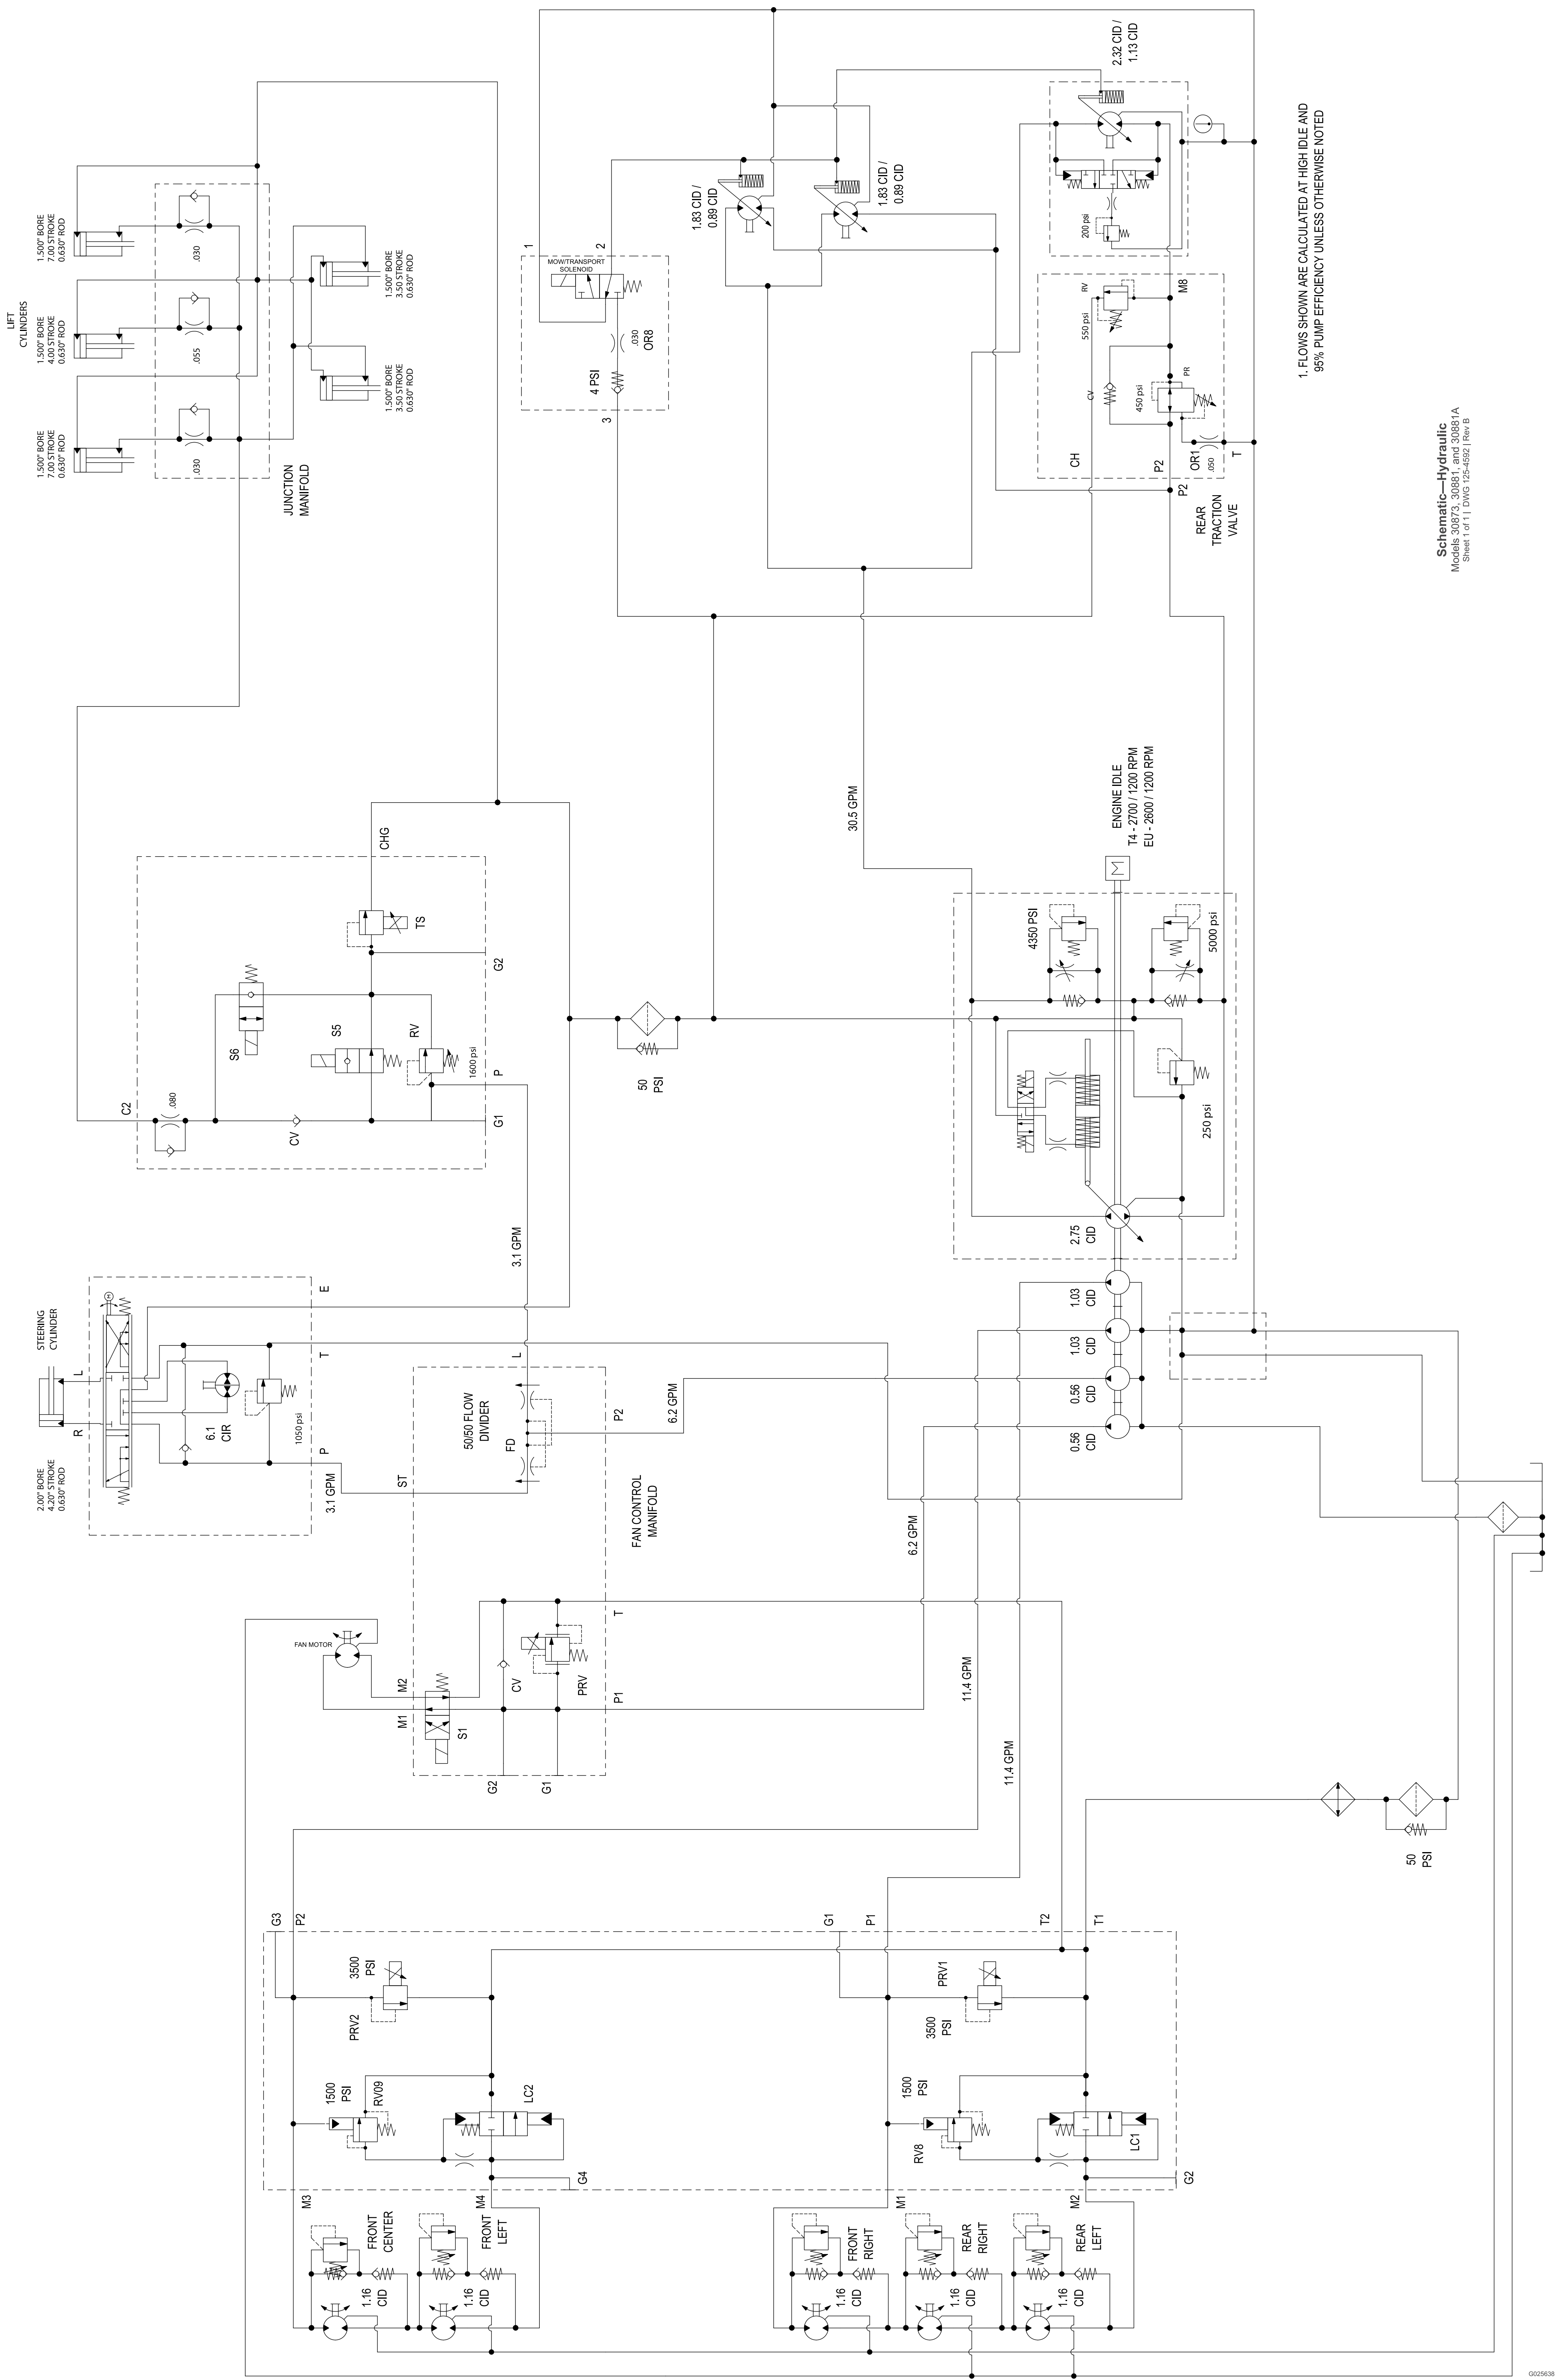 LIFT
CYLINDERS
1.500" BORE
7.00 STROKE
0.630" ROD
1.500" BORE
4.00 STROKE
0.630" ROD
1.500" BORE
7.00 STROKE
0.630" ROD
.030
.055
.030
1.500" BORE
3.50 STROKE
0.630" ROD
1.500" BORE
3.50 STROKE
0.630" ROD
JUNCTION
MANIFOLD
1
2
3
MOW/TRANSPORT
SOLENOID
4 PSI
.030
OR8
1.83 CID /
0.89 CID
1.83 CID /
0.89 CID
2.32 CID /
1.13 CID
200 psi
RV
550 psi
M8
CV
450 psi
PR
CH
P2
OR1
.050
T
P2
REAR
TRACTION
VALVE
1. FLOWS SHOWN ARE CALCULATED AT HIGH IDLE AND
95% PUMP EFFICIENCY UNLESS OTHERWISE NOTED
Schematic—Hydraulic
Models 30873, 30881, and 30881A
Sheet 1 of 1 | DWG 125-4592 | Rev B
C2
.080
S6
S5
CV
RV
1600 psi
TS
CHG
G2
P
G1
50
PSI
30.5 GPM
ENGINE IDLE
T4 - 2700 / 1200 RPM
EU - 2600 / 1200 RPM
M
4350 PSI
5000 psi
250 psi
2.75
CID
1.03
CID
1.03
CID
0.56
CID
0.56
CID
STEERING
CYLINDER
2.00" BORE
4.20" STROKE
0.630" ROD
L
R
H
6.1
CIR
1050 psi
E
T
P
3.1 GPM
3.1 GPM
ST
L
50/50 FLOW
DIVIDER
FD
P2
6.2 GPM
FAN CONTROL
MANIFOLD
6.2 GPM
FAN MOTOR
M2
M1
S1
CV
PRV
T
P1
G2
G1
11.4 GPM
11.4 GPM
50
PSI
G3
P2
G1
P1
T2
T1
3500
PSI
PRV2
1500
PSI
RV09
LC2
G4
PRV1
3500
PSI
1500
PSI
RV8
LC1
G2
M3
M4
M1
M2
FRONT
CENTER
1.16
CID
FRONT
LEFT
1.16
CID
FRONT
RIGHT
1.16
CID
REAR
RIGHT
1.16
CID
REAR
LEFT
1.16
CID
G025638